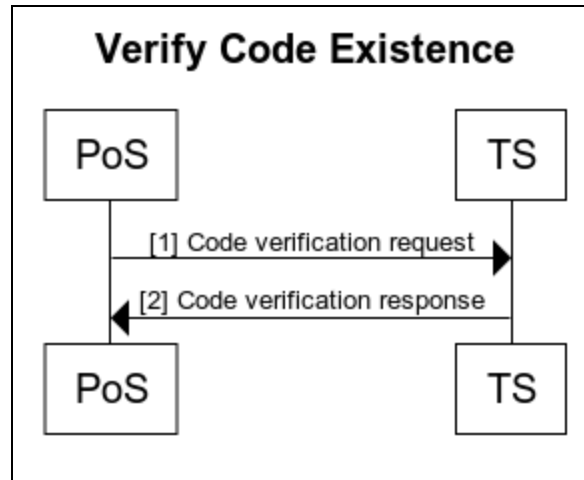 Verify Code Existence
PoS
TS
[1] Code verification request
[2] Code verification response
PoS
TS